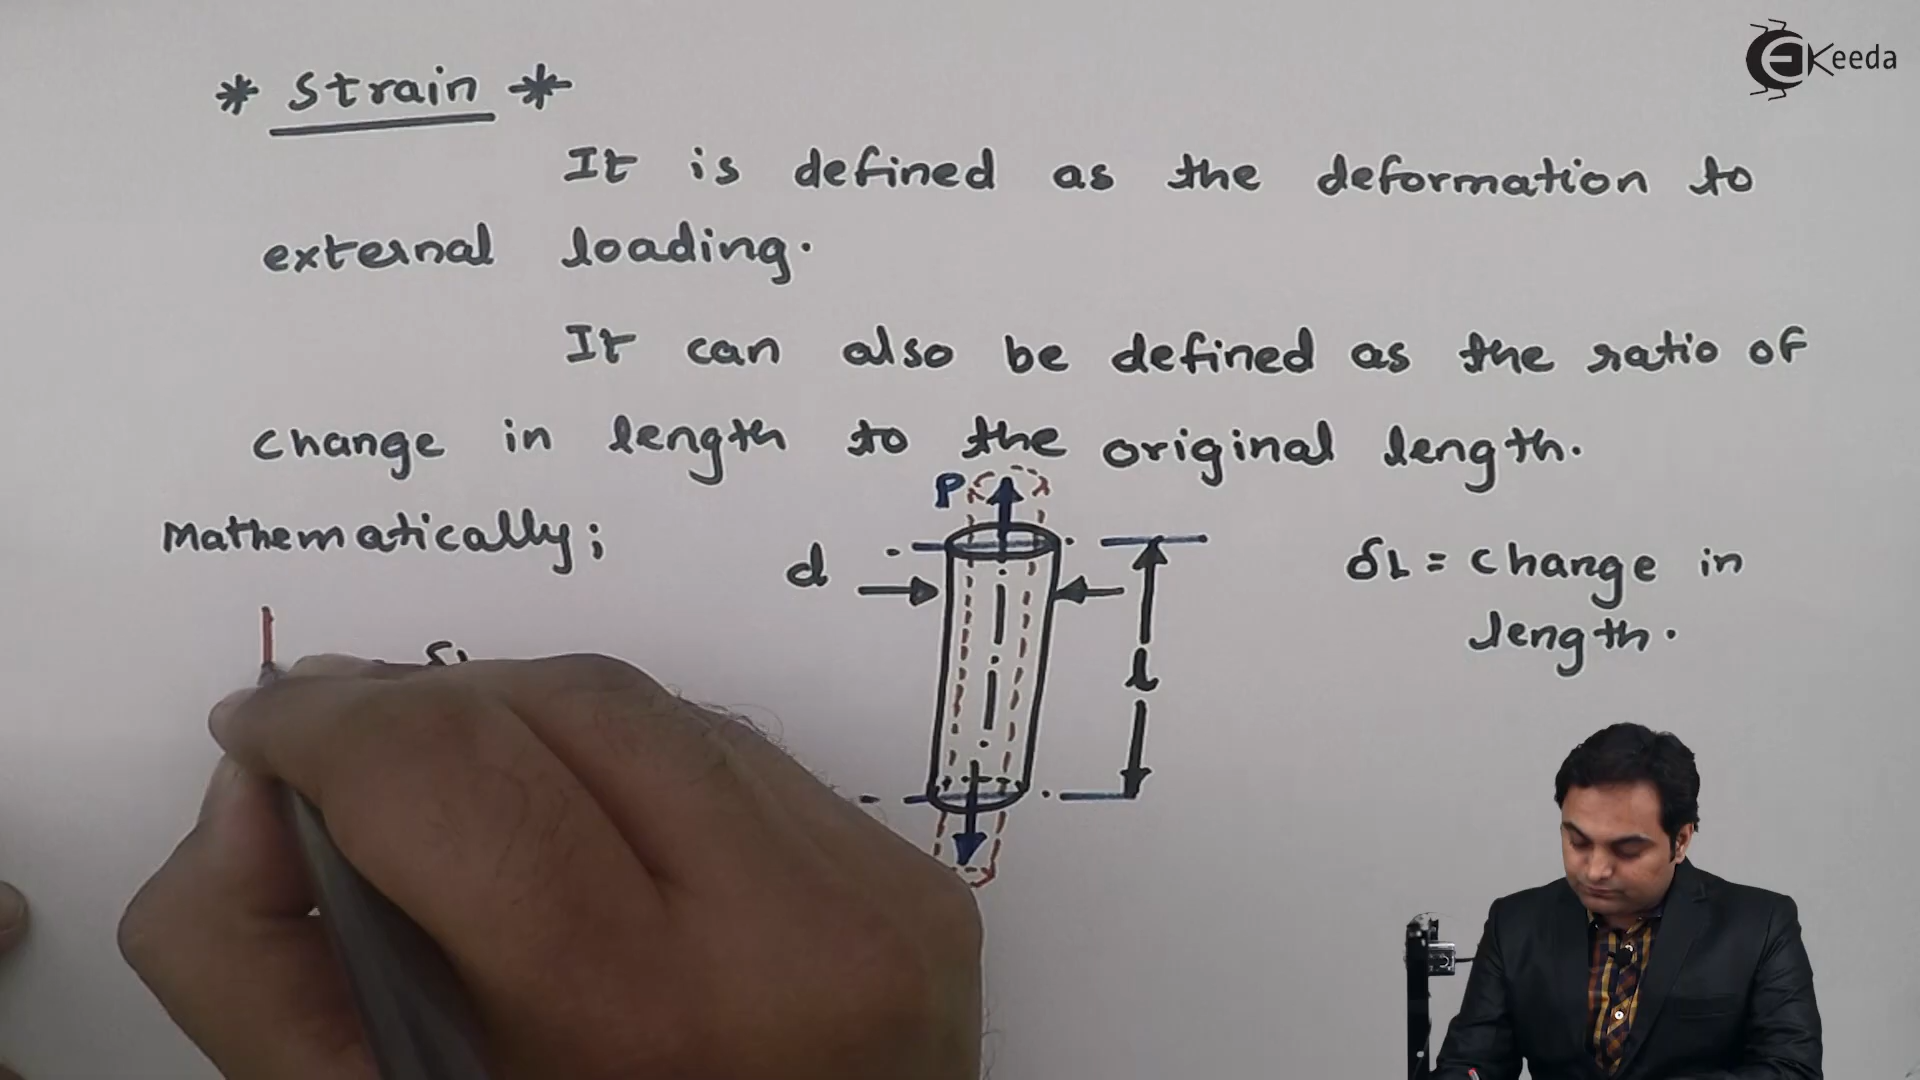 Keeda
* Strain *
It is defined as the deformation to
external loading.
It can also be defined as the ratio of
change in length to the original length.
Mathematically;
P
d
l
δL = change in
length.